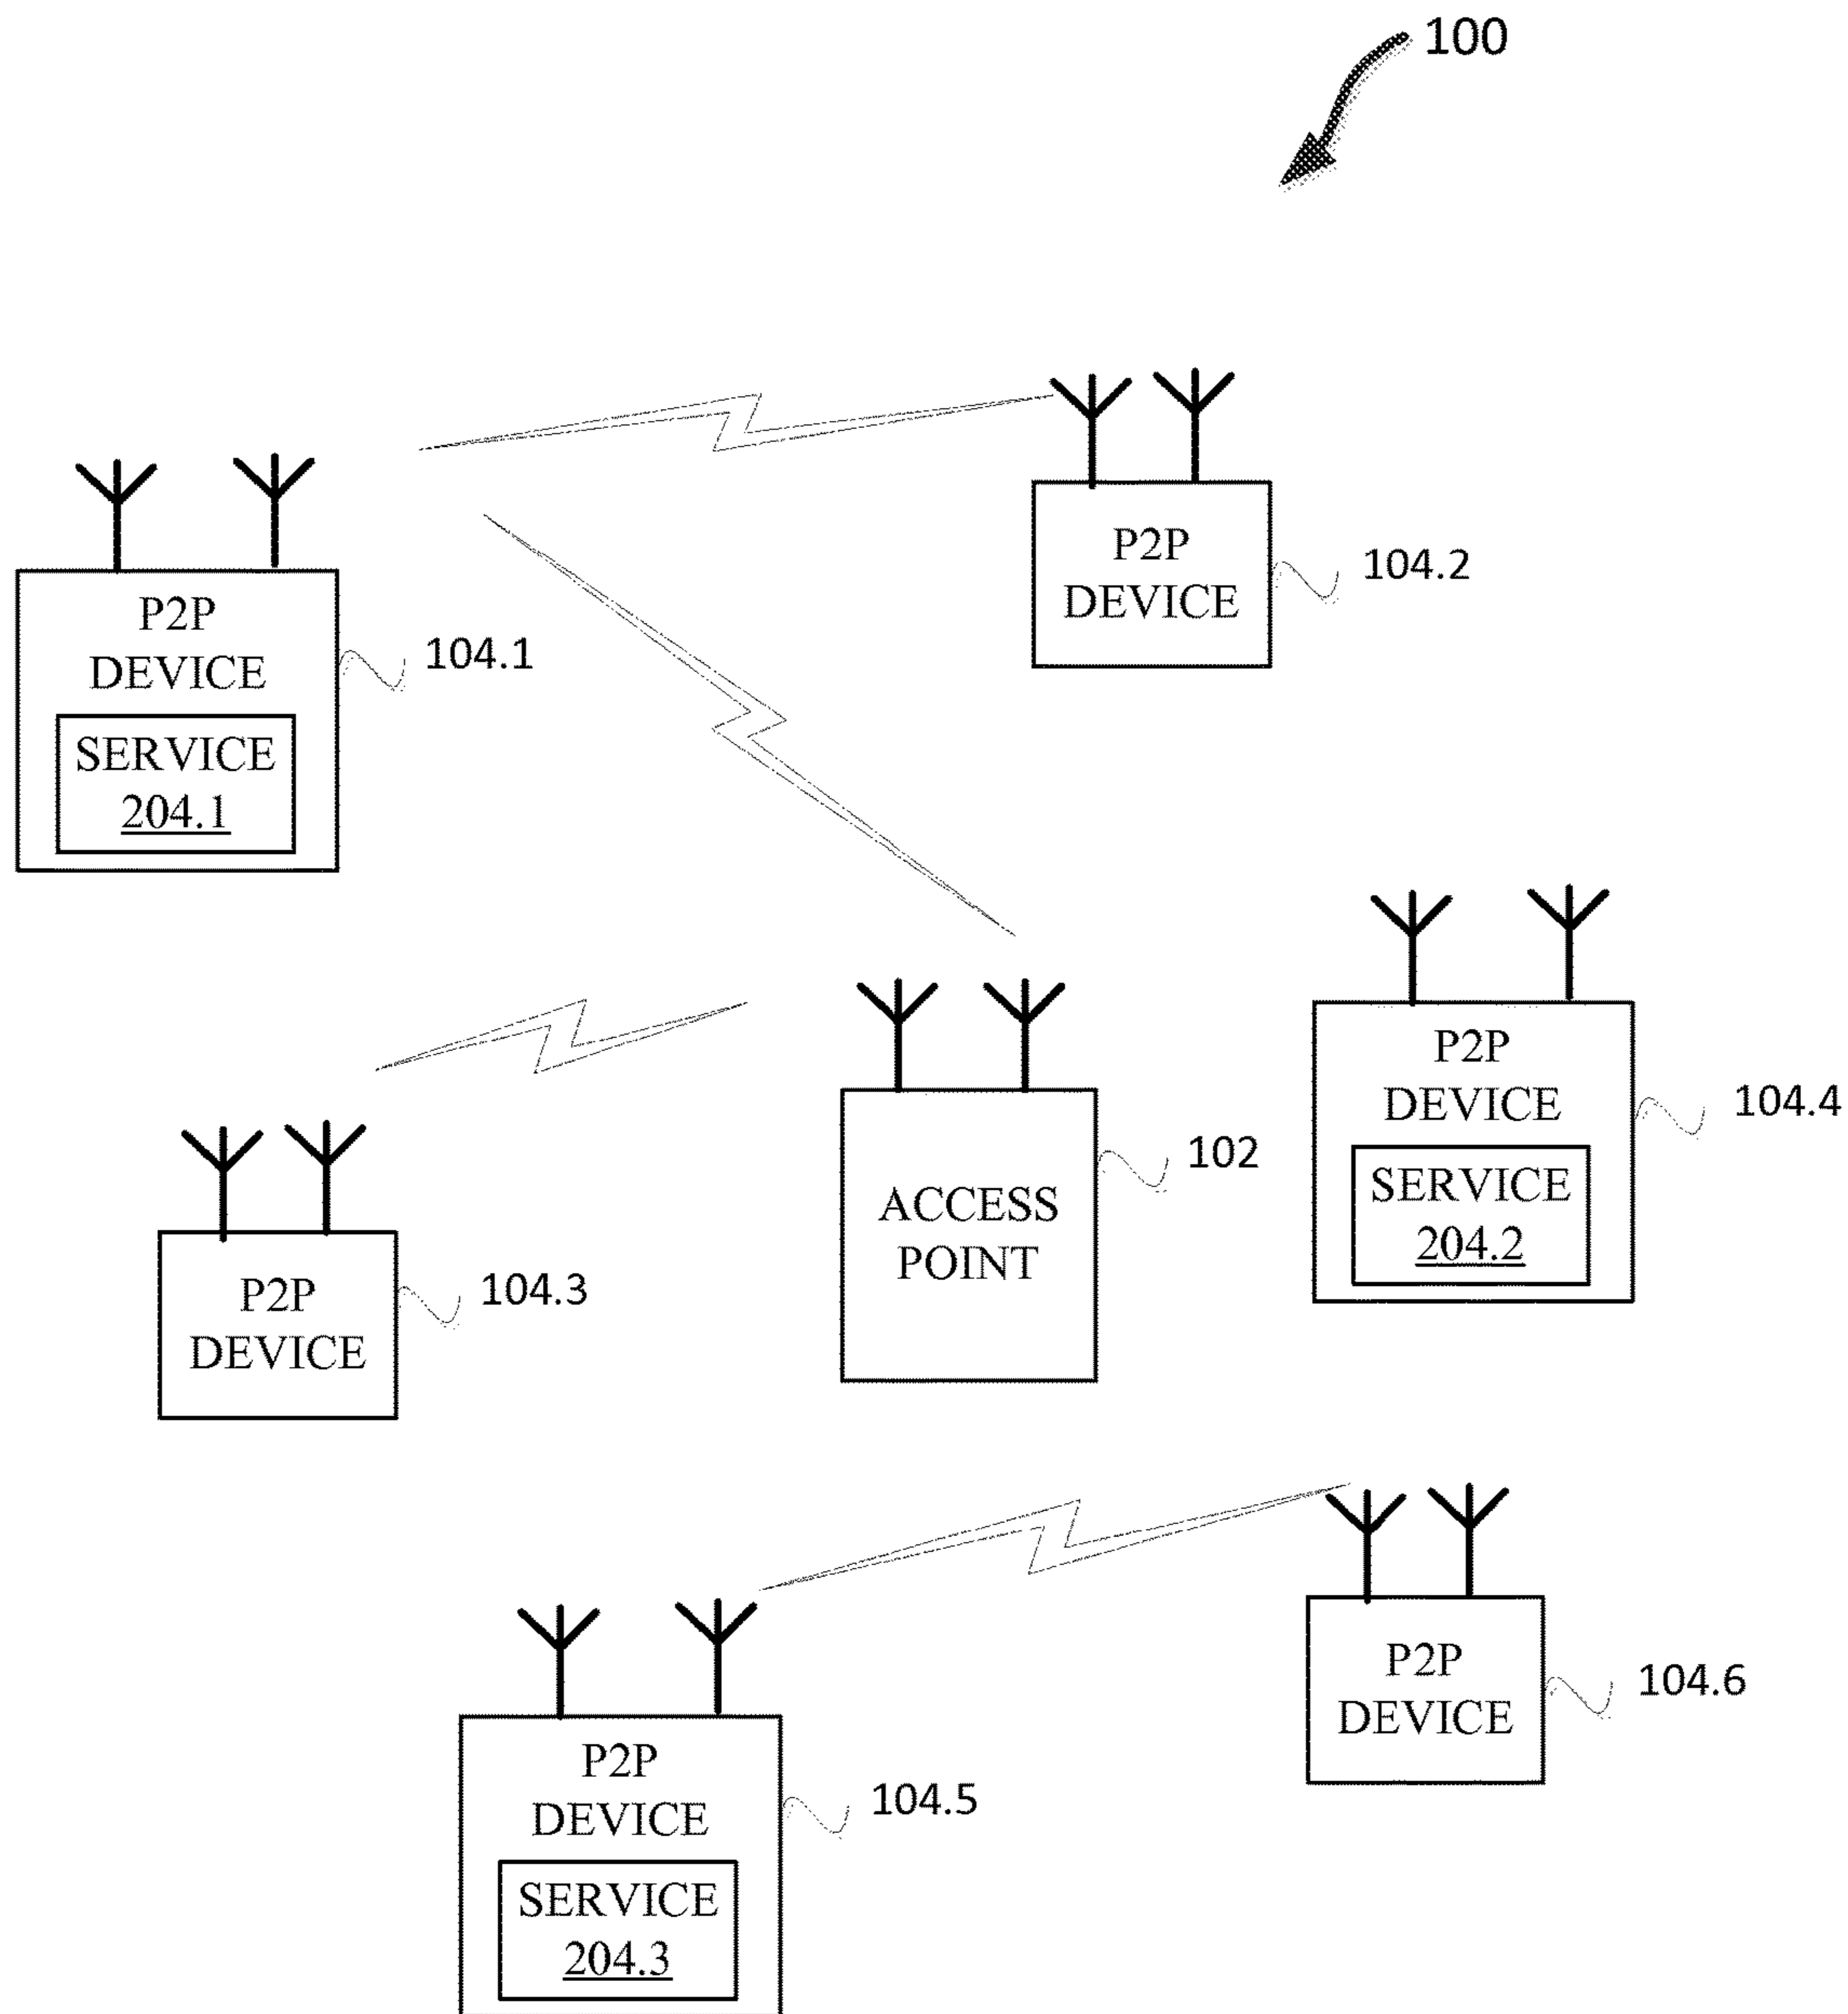 100
P2P
DEVICE
104.2
P2P
DEVICE
104.1
SERVICE
204.1
P2P
DEVICE
104.4
SERVICE
204.2
102
ACCESS
POINT
P2P
DEVICE
104.3
P2P
DEVICE
104.6
P2P
DEVICE
104.5
SERVICE
204.3